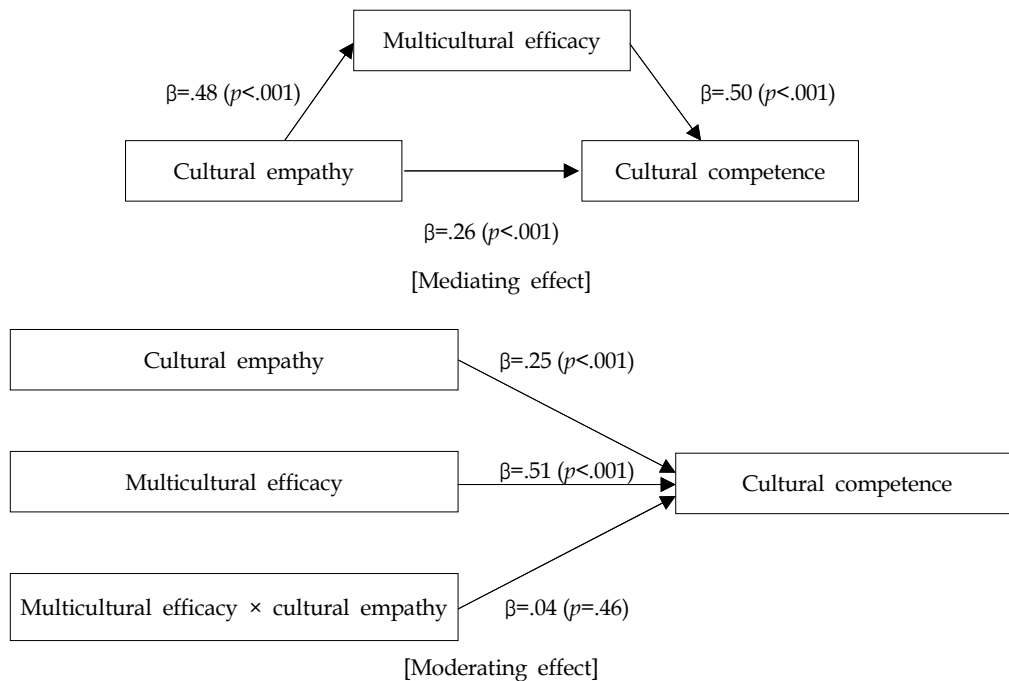 Multicultural efficacy
β=.48 (p<.001)
β=.50 (p<.001)
Cultural empathy
Cultural competence
β=.26 (p<.001)
[Mediating effect]
Cultural empathy
β=.25 (p<.001)
Multicultural efficacy
β=.51 (p<.001)
Cultural competence
Multicultural efficacy × cultural empathy
β=.04 (p=.46)
[Moderating effect]